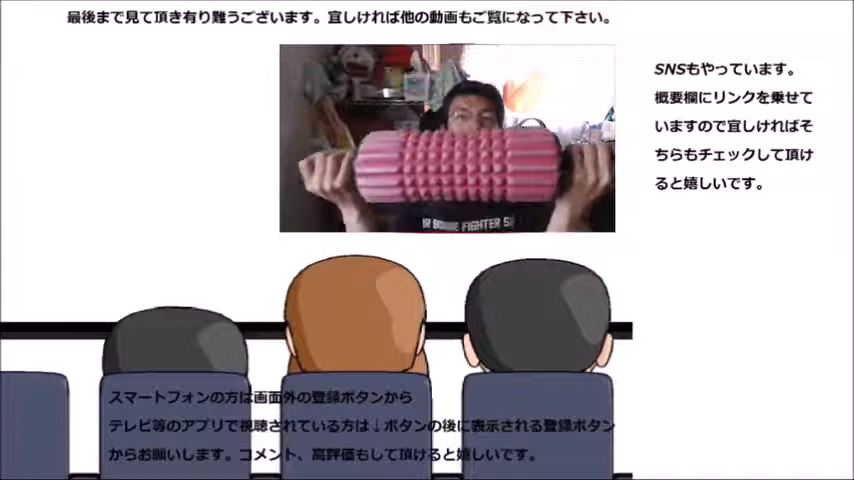 最後まで見て頂き有り難うございます。宜しければ他の動画もご覧になって下さい。
SNSもやっています。
概要欄にリンクを乗せて
いますので宜しければそ
ちらもチェックして頂け
ると嬉しいです。
FIGHTER
スマートフォンの方は画面外の登録ボタンから
テレビ等のアプリで視聴されている方は↓ボタンの後に表示される登録ボタン
からお願いします。コメント、高評価もして頂けると嬉しいです。